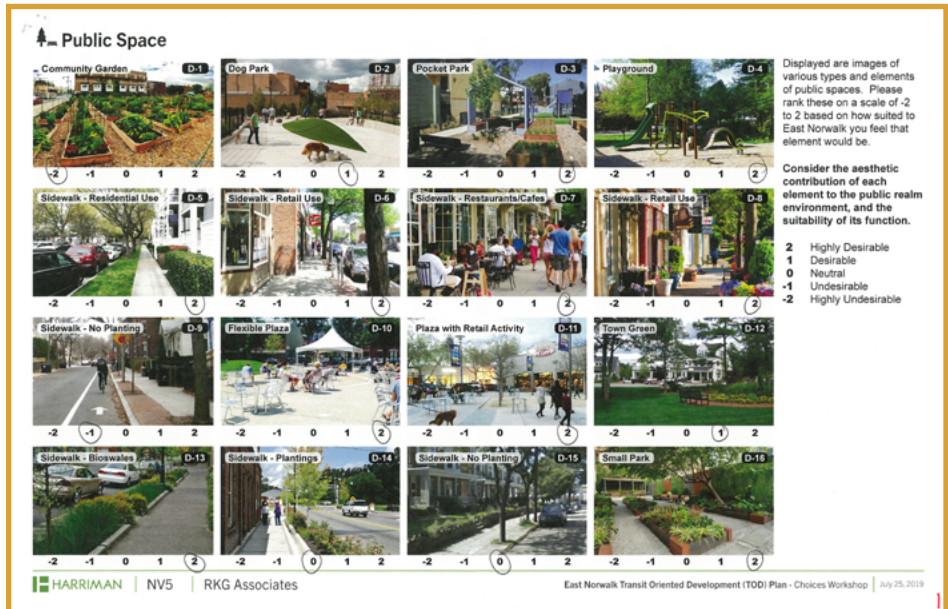 Public Space
Community Garden D-1
Dog Park D-2
Pocket Park D-3
Playground D-4
-2 -1 0 1 2
-2 -1 0 1 2
-2 -1 0 1 2
-2 -1 0 1 2
Sidewalk - Residential Use D-5
Sidewalk - Retail Use D-6
Sidewalk - Restaurants/Cafes D-7
Sidewalk - Retail Use D-8
-2 -1 0 1 2
-2 -1 0 1 2
-2 -1 0 1 2
-2 -1 0 1 2
Sidewalk - No Planting D-9
Flexible Plaza D-10
Plaza with Retail Activity D-11
Town Green D-12
-2 -1 0 1 2
-2 -1 0 1 2
-2 -1 0 1 2
-2 -1 0 1 2
Sidewalk - Bioswales D-13
Sidewalk - Plantings D-14
Sidewalk - No Planting D-15
Small Park D-16
-2 -1 0 1 2
-2 -1 0 1 2
-2 -1 0 1 2
-2 -1 0 1 2
Displayed are images of
various types and elements
of public spaces. Please
rank these on a scale of -2
to 2 based on how suited to
East Norwalk you feel that
element would be.
Consider the aesthetic
contribution of each
element to the public realm
environment, and the
suitability of its function.
2 Highly Desirable
1 Desirable
0 Neutral
-1 Undesirable
-2 Highly Undesirable
HARRIMAN | NV5 | RKG Associates
East Norwalk Transit Oriented Development (TOD) Plan - Choices Workshop | July 25, 2019